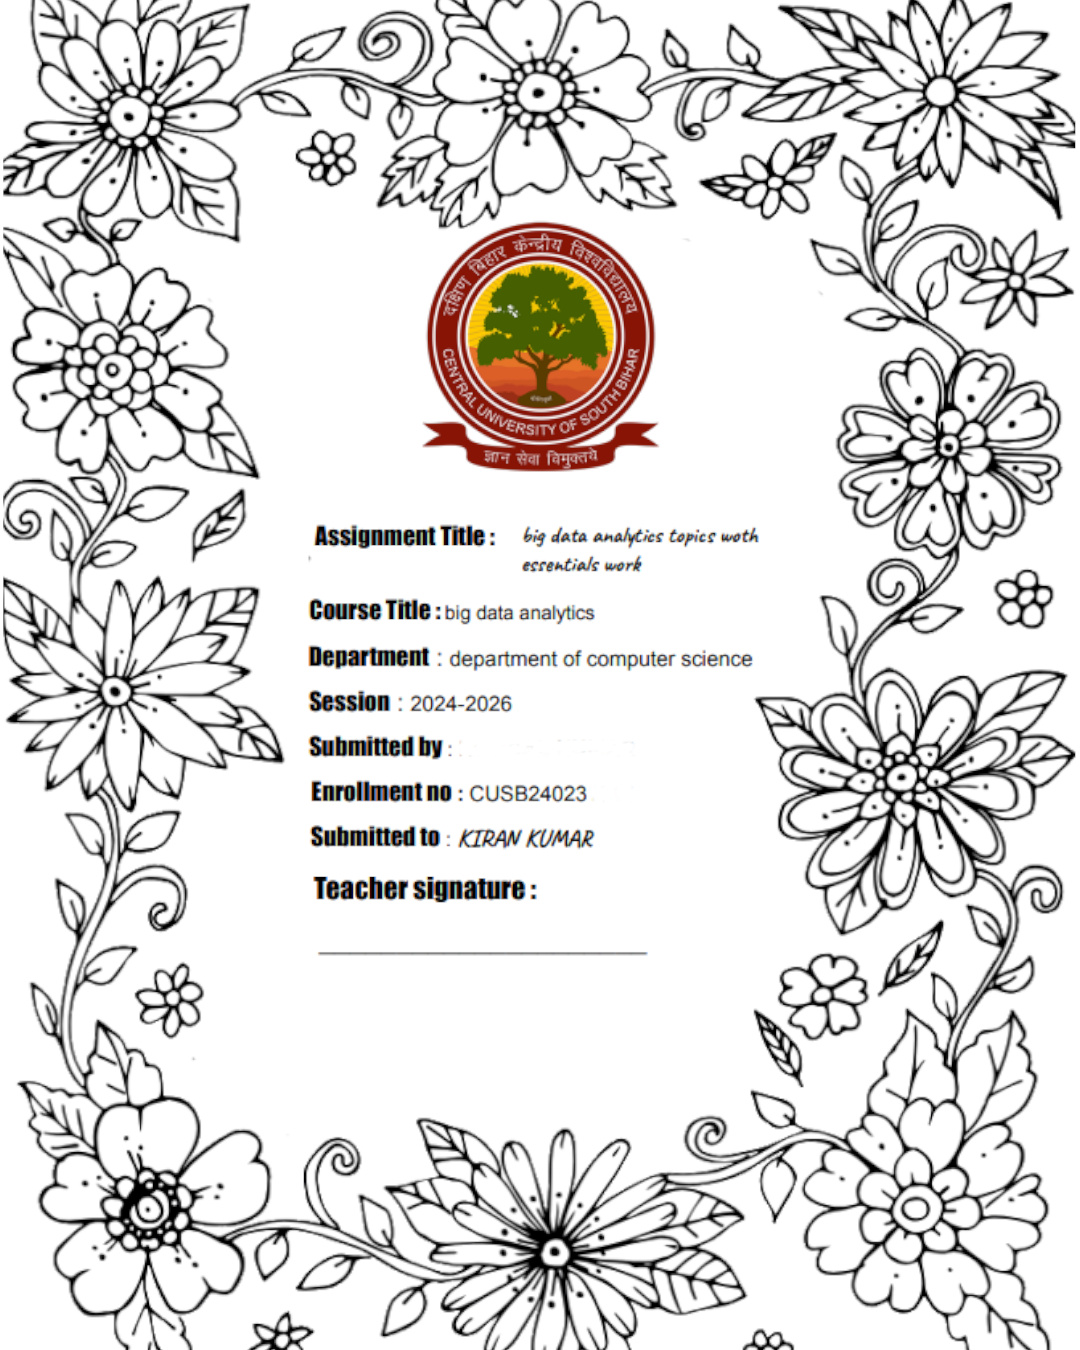 दक्षिण बिहार केन्द्रीय विश्वविद्यालय
CENTRAL UNIVERSITY OF SOUTH BIHAR
ज्ञान सेवा विमुक्तये
Assignment Title : big data analytics topics woth
essentials work
Course Title : big data analytics
Department : department of computer science
Session : 2024-2026
Submitted by :
Enrollment no : CUSB24023
Submitted to : KIRAN KUMAR
Teacher signature :